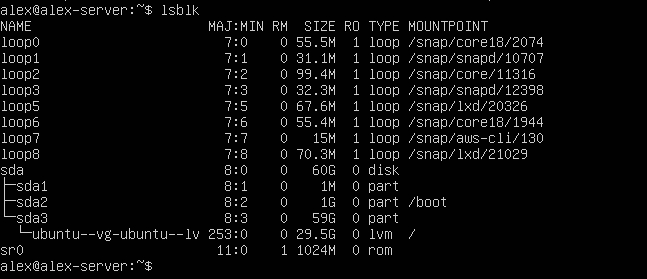 alex@alex-server:~$ lsblk
NAME                      MAJ:MIN RM  SIZE RO TYPE MOUNTPOINT
loop0                       7:0    0 55.5M  1 loop /snap/core18/2074
loop1                       7:1    0 31.1M  1 loop /snap/snapd/10707
loop2                       7:2    0 99.4M  1 loop /snap/core/11316
loop3                       7:3    0 32.3M  1 loop /snap/snapd/12398
loop5                       7:5    0 67.6M  1 loop /snap/lxd/20326
loop6                       7:6    0 55.4M  1 loop /snap/core18/1944
loop7                       7:7    0   15M  1 loop /snap/aws-cli/130
loop8                       7:8    0 70.3M  1 loop /snap/lxd/21029
sda                         8:0    0   60G  0 disk
├─sda1                      8:1    0    1M  0 part
├─sda2                      8:2    0    1G  0 part /boot
└─sda3                      8:3    0   59G  0 part
  └─ubuntu--vg-ubuntu--lv 253:0    0 29.5G  0 lvm  /
sr0                        11:0    1 1024M  0 rom
alex@alex-server:~$